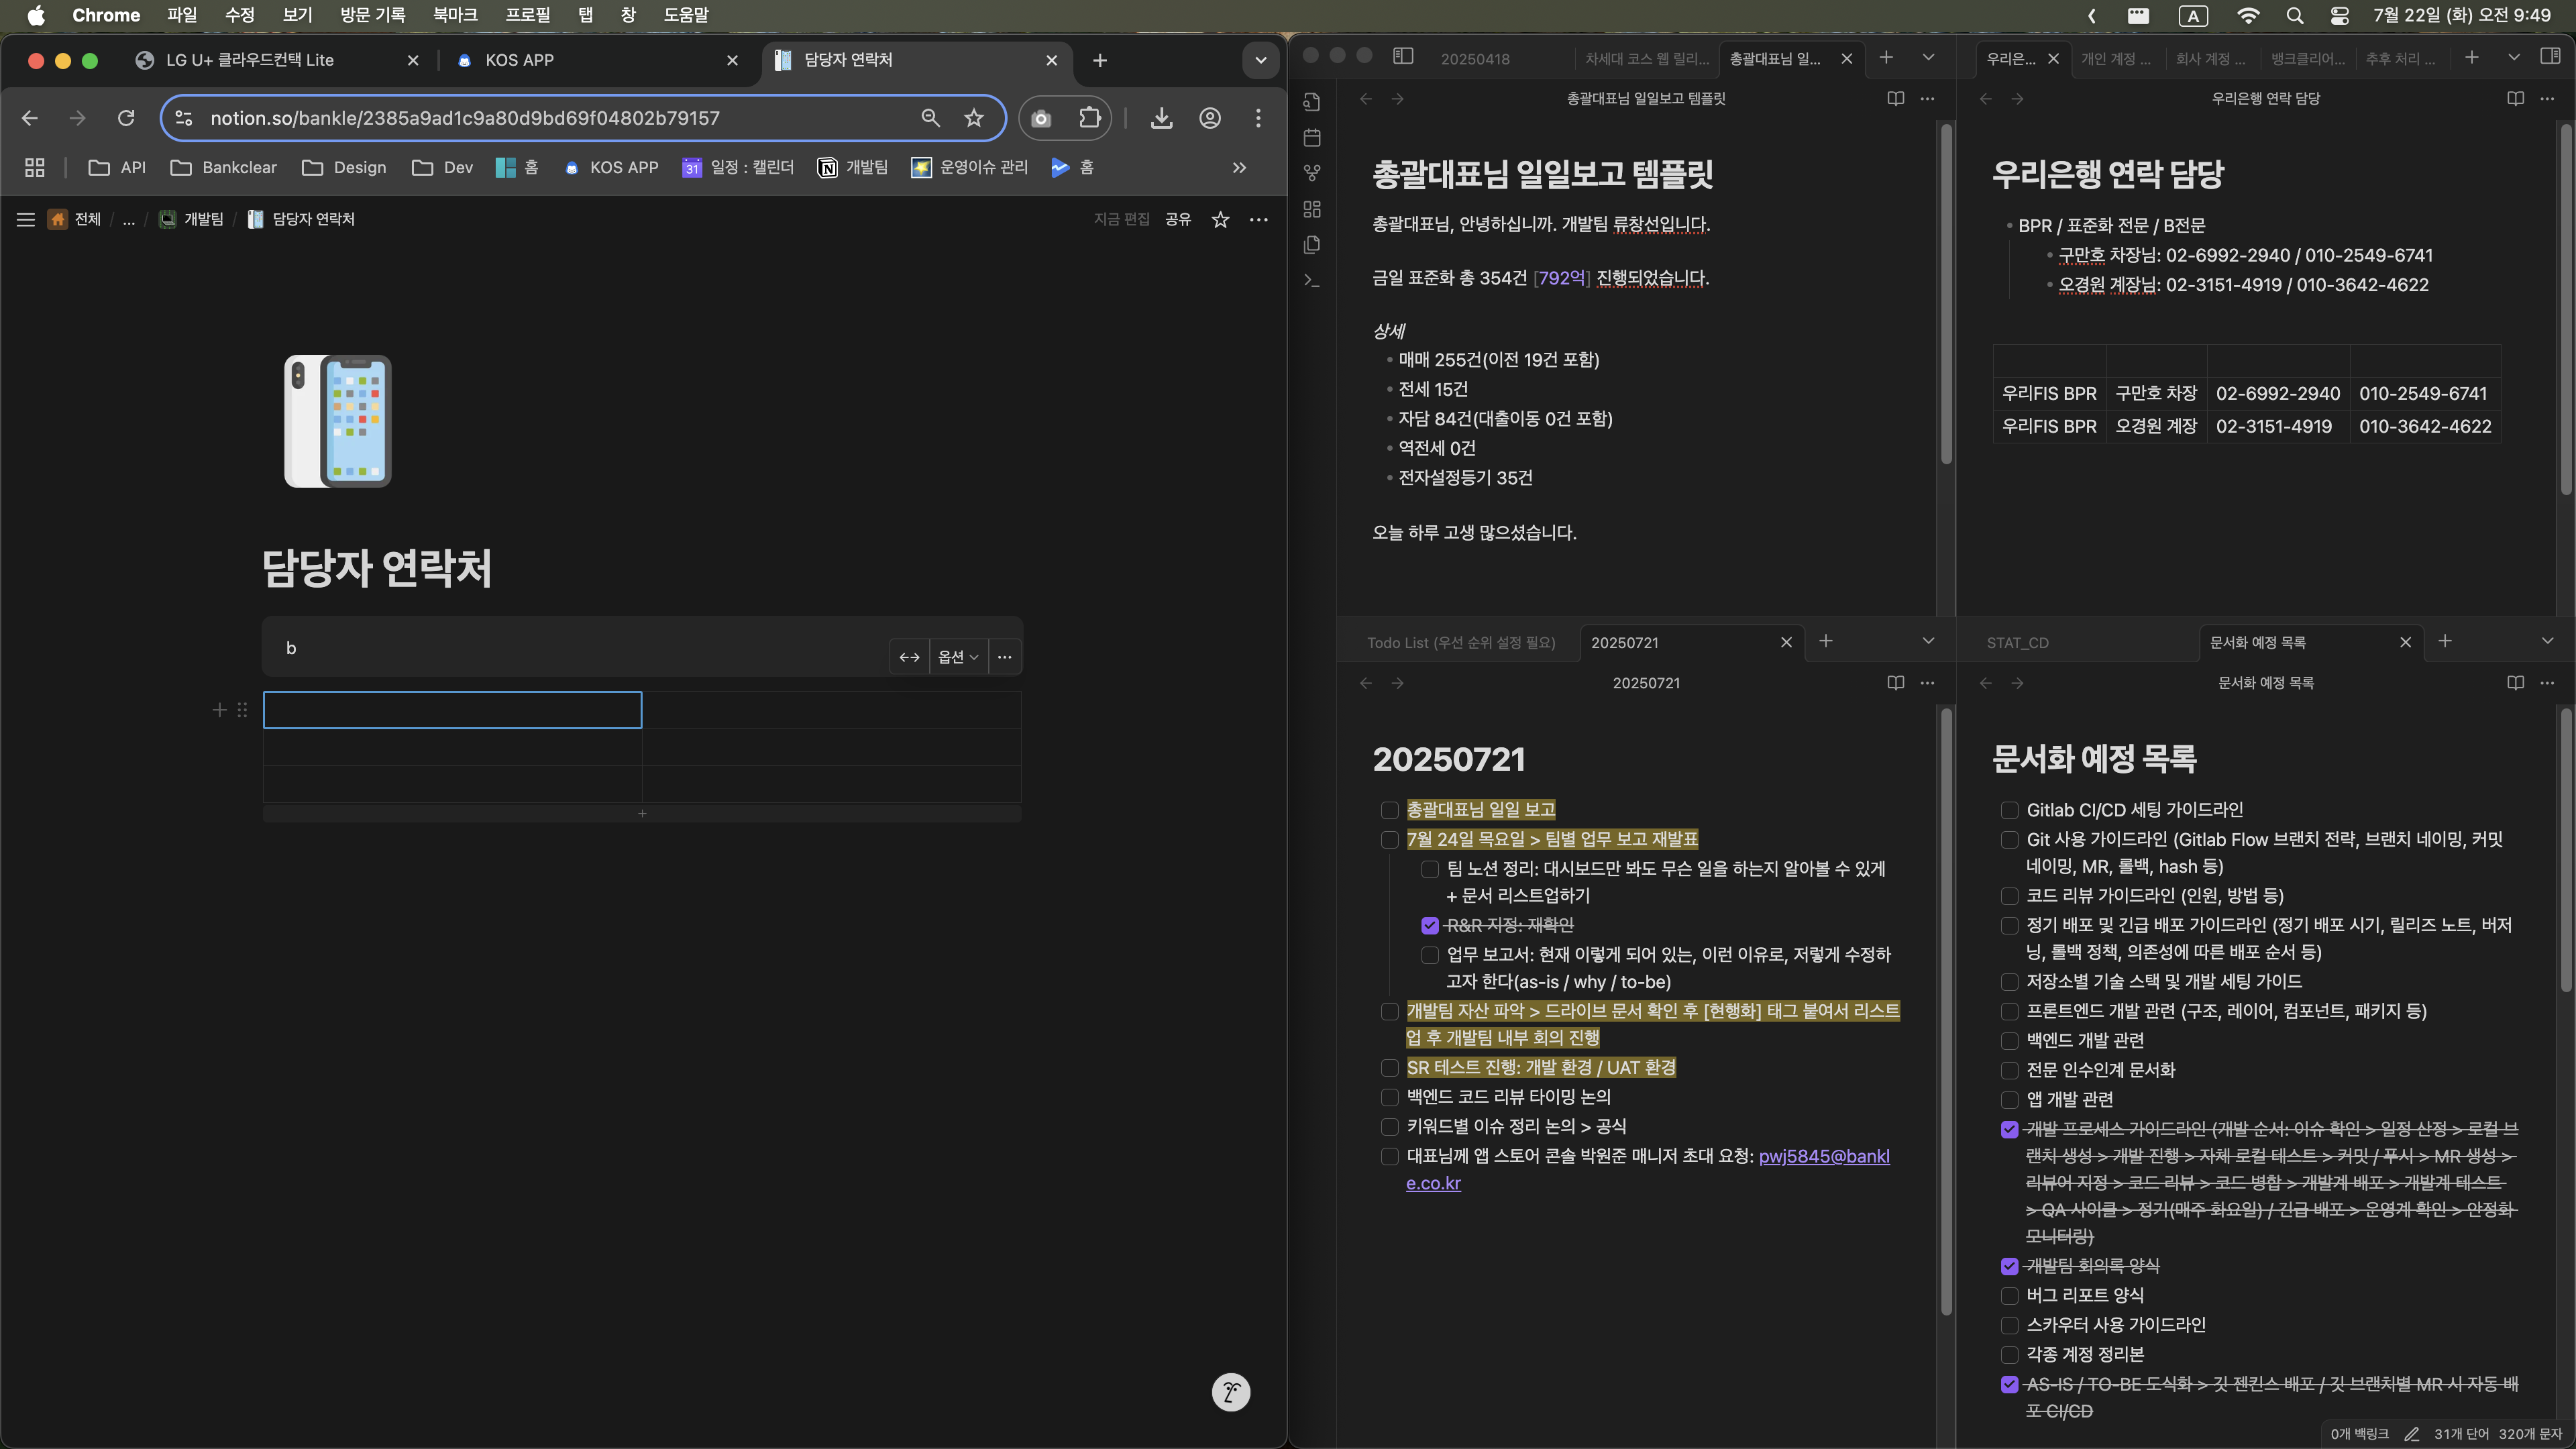 Chrome 파일 수정 보기 방문 기록 북마크 프로필 탭 창 도움말
A 7월 22일 (화) 오전 9:49
LG U+ 클라우드컨택 Lite
KOS APP
담당자 연락처
notion.so/bankle/2385a9ad1c9a80d9bd69f04802b79157
API Bankclear Design Dev 홈 KOS APP 31 일정 : 캘린더 개발팀 운영이슈 관리 홈
전체 / ... / 개발팀 / 담당자 연락처
지금 편집 공유
담당자 연락처
b
옵션
20250418
차세대 코스 웹 릴리...
총괄대표님 일...
총괄대표님 일일보고 템플릿
총괄대표님 일일보고 템플릿
총괄대표님, 안녕하십니까. 개발팀 류창선입니다.
금일 표준화 총 354건 [792억] 진행되었습니다.
상세
매매 255건(이전 19건 포함)
전세 15건
자담 84건(대출이동 0건 포함)
역전세 0건
전자설정등기 35건
오늘 하루 고생 많으셨습니다.
우리은...
개인 계정 ...
회사 계정 ...
뱅크클리어...
추후 처리 ...
우리은행 연락 담당
우리은행 연락 담당
BPR / 표준화 전문 / B전문
구만호 차장님: 02-6992-2940 / 010-2549-6741
오경원 계장님: 02-3151-4919 / 010-3642-4622
우리FIS BPR 구만호 차장 02-6992-2940 010-2549-6741
우리FIS BPR 오경원 계장 02-3151-4919 010-3642-4622
Todo List (우선 순위 설정 필요)
20250721
20250721
20250721
총괄대표님 일일 보고
7월 24일 목요일 > 팀별 업무 보고 재발표
팀 노션 정리: 대시보드만 봐도 무슨 일을 하는지 알아볼 수 있게
+ 문서 리스트업하기
R&R 지정: 재확인
업무 보고서: 현재 이렇게 되어 있는, 이런 이유로, 저렇게 수정하
고자 한다(as-is / why / to-be)
개발팀 자산 파악 > 드라이브 문서 확인 후 [현행화] 태그 붙여서 리스트
업 후 개발팀 내부 회의 진행
SR 테스트 진행: 개발 환경 / UAT 환경
백엔드 코드 리뷰 타이밍 논의
키워드별 이슈 정리 논의 > 공식
대표님께 앱 스토어 콘솔 박원준 매니저 초대 요청: pwj5845@bankl
e.co.kr
STAT_CD
문서화 예정 목록
문서화 예정 목록
문서화 예정 목록
Gitlab CI/CD 세팅 가이드라인
Git 사용 가이드라인 (Gitlab Flow 브랜치 전략, 브랜치 네이밍, 커밋
네이밍, MR, 롤백, hash 등)
코드 리뷰 가이드라인 (인원, 방법 등)
정기 배포 및 긴급 배포 가이드라인 (정기 배포 시기, 릴리즈 노트, 버저
닝, 롤백 정책, 의존성에 따른 배포 순서 등)
저장소별 기술 스택 및 개발 세팅 가이드
프론트엔드 개발 관련 (구조, 레이어, 컴포넌트, 패키지 등)
백엔드 개발 관련
전문 인수인계 문서화
앱 개발 관련
개발 프로세스 가이드라인 (개발 순서: 이슈 확인 > 일정 산정 > 로컬 브
랜치 생성 > 개발 진행 > 자체 로컬 테스트 > 커밋 / 푸시 > MR 생성 >
리뷰어 지정 > 코드 리뷰 > 코드 병합 > 개발계 배포 > 개발계 테스트
> QA 사이클 > 정기(매주 화요일) / 긴급 배포 > 운영계 확인 > 안정화
모니터링)
개발팀 회의록 양식
버그 리포트 양식
스카우터 사용 가이드라인
각종 계정 정리본
AS-IS / TO-BE 도식화 > 깃 젠킨스 배포 / 깃 브랜치별 MR 시 자동 배
포 CI/CD
0개 백링크 31개 단어 320개 문자